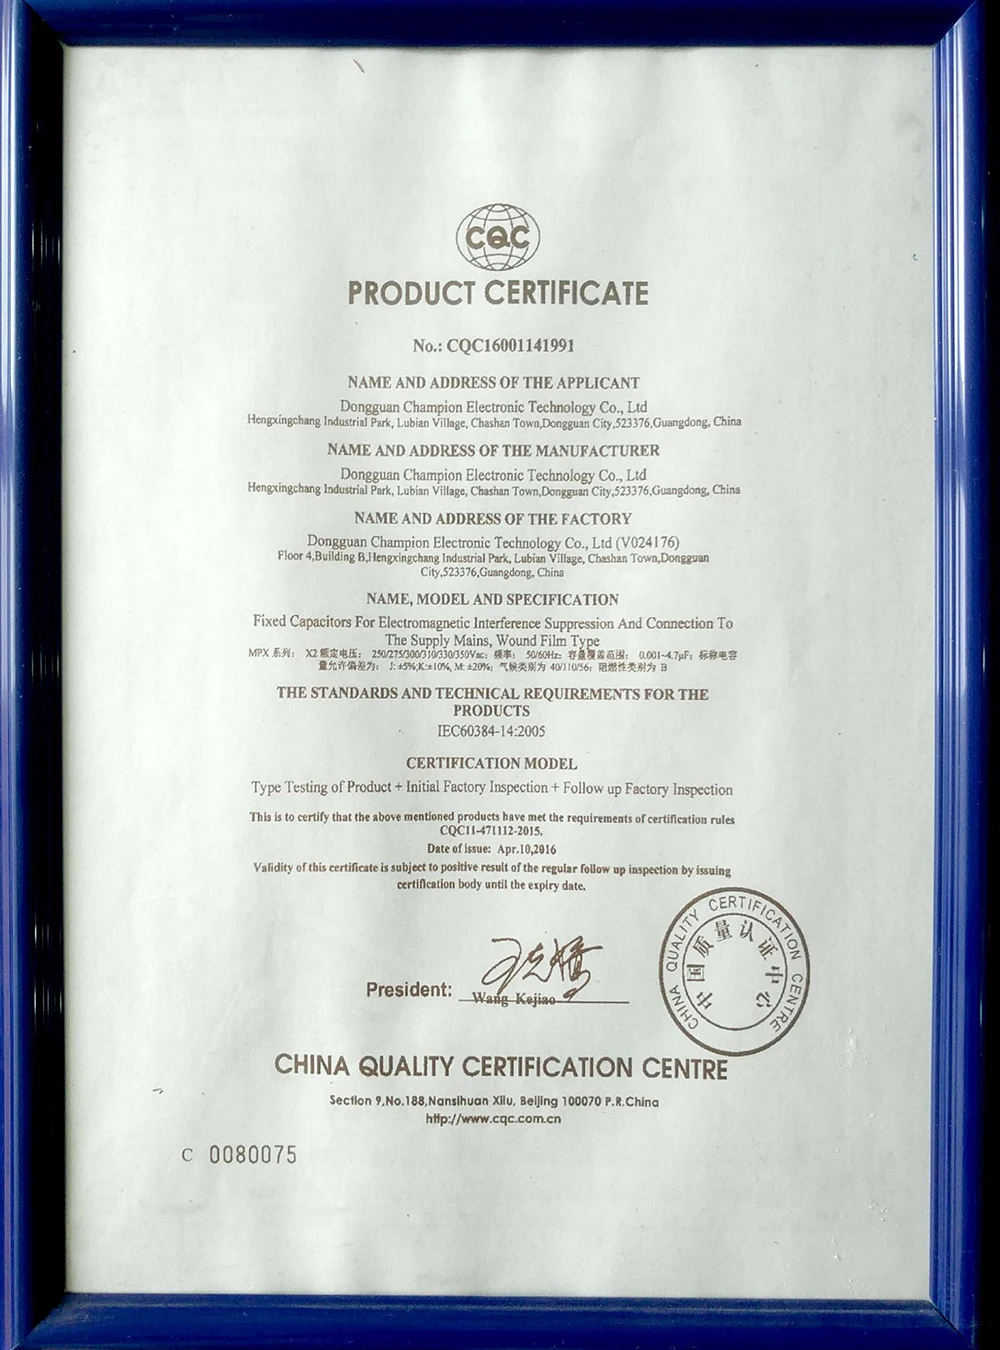 CQC
PRODUCT CERTIFICATE
No.: CQC16001141991
NAME AND ADDRESS OF THE APPLICANT
Dongguan Champion Electronic Technology Co., Ltd
Hengxingchang Industrial Park, Lubian Village, Chashan Town,Dongguan City,523376,Guangdong, China
NAME AND ADDRESS OF THE MANUFACTURER
Dongguan Champion Electronic Technology Co., Ltd
Hengxingchang Industrial Park, Lubian Village, Chashan Town,Dongguan City,523376,Guangdong, China
NAME AND ADDRESS OF THE FACTORY
Dongguan Champion Electronic Technology Co., Ltd (V024176)
Floor 4,Building B,Hengxingchang Industrial Park, Lubian Village, Chashan Town,Dongguan
City,523376,Guangdong, China
NAME, MODEL AND SPECIFICATION
Fixed Capacitors For Electromagnetic Interference Suppression And Connection To
The Supply Mains, Wound Film Type
MPX 系列： X2 额定电压： 250/275/300/310/330/350Vac; 频率： 50/60Hz; 容量覆盖范围： 0.001~4.7μF; 标称电容
量允许偏差为： J: ±5%,K:±10%, M: ±20%; 气候类别为 40/110/56; 阻燃性类别为 B
THE STANDARDS AND TECHNICAL REQUIREMENTS FOR THE
PRODUCTS
IEC60384-14:2005
CERTIFICATION MODEL
Type Testing of Product + Initial Factory Inspection + Follow up Factory Inspection
This is to certify that the above mentioned products have met the requirements of certification rules
CQC11-471112-2015.
Date of issue: Apr.10,2016
Validity of this certificate is subject to positive result of the regular follow up inspection by issuing
certification body until the expiry date.
President:
Wang Kejiao
CHINA QUALITY CERTIFICATION CENTRE
中国质量认证中心
CHINA QUALITY CERTIFICATION CENTRE
Section 9,No.188,Nansihuan Xilu, Beijing 100070 P.R.China
http://www.cqc.com.cn
C 0080075